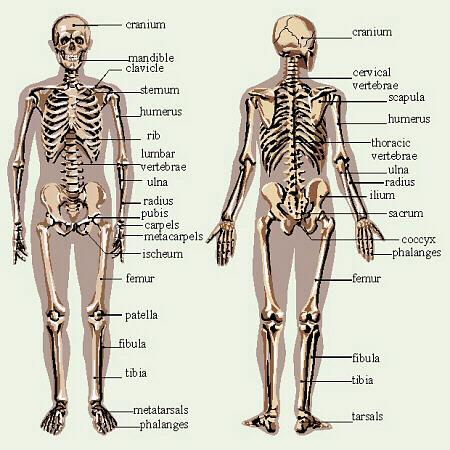 cranium
mandible
clavicle
sternum
humerus
rib
lumbar
vertebrae
ulna
radius
pubis
carpels
metacarpels
ischeum
femur
patella
fibula
tibia
metatarsals
phalanges
cranium
cervical
vertebrae
scapula
humerus
thoracic
vertebrae
ulna
radius
ilium
sacrum
coccyx
phalanges
femur
fibula
tibia
tarsals